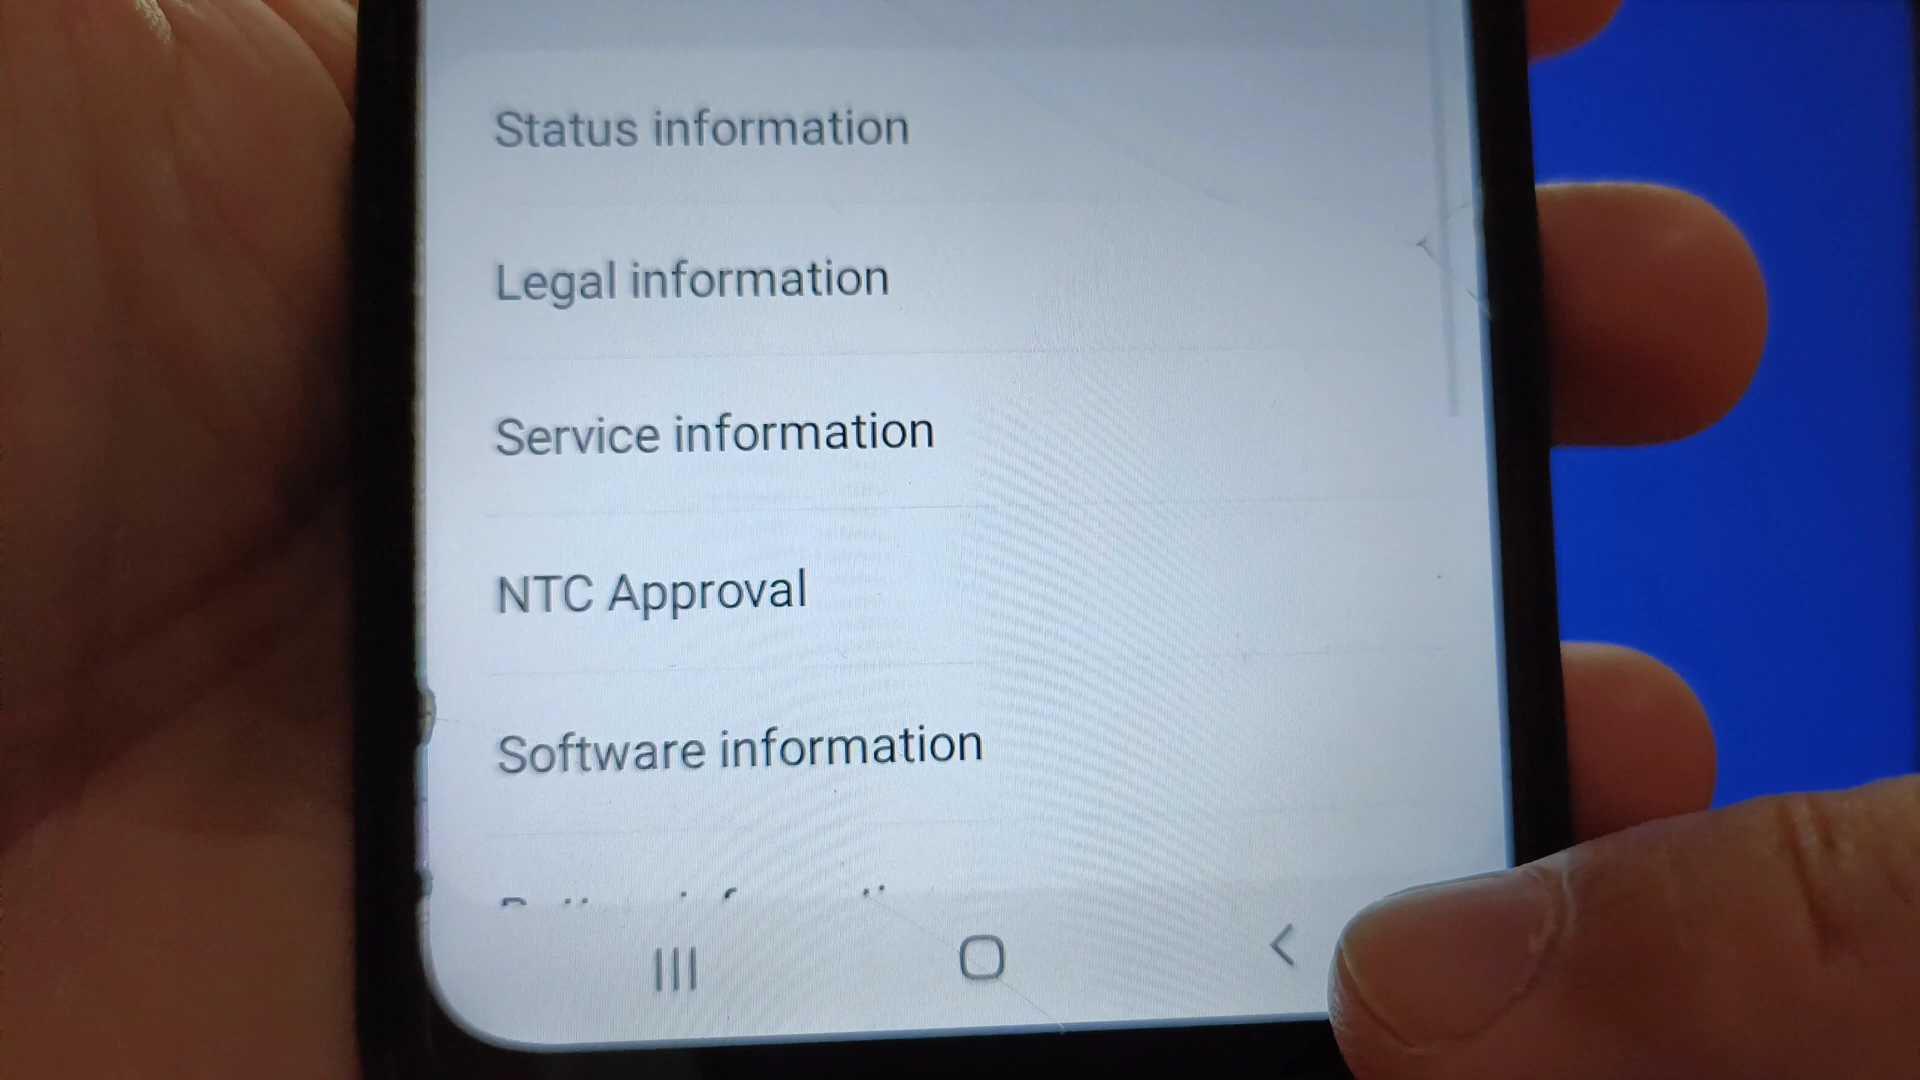 Status information
Legal information
Service information
NTC Approval
Software information